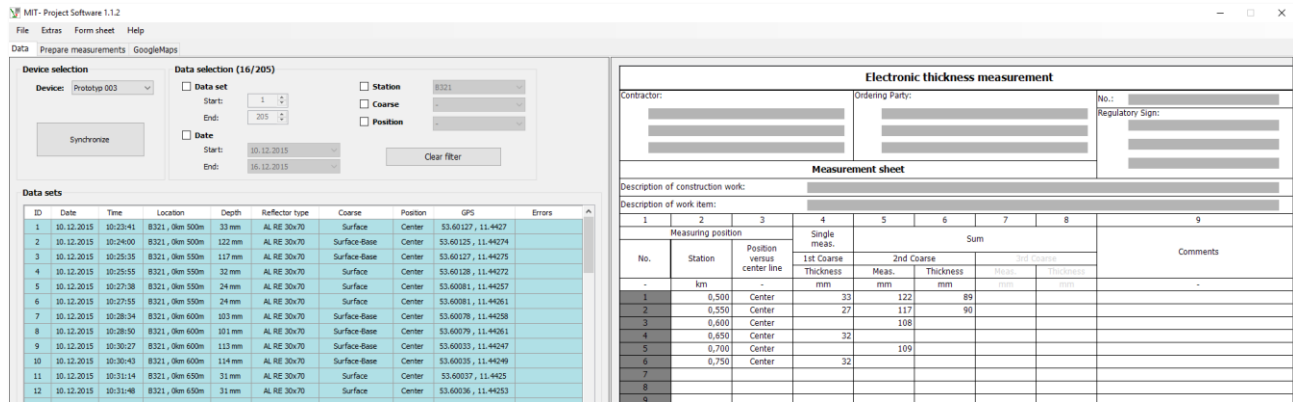 MIT- Project Software 1.1.2
File Extras Form sheet Help
Data Prepare measurements GoogleMaps
Device selection
Device: Prototyp 003
Synchronize
Data selection (16/205)
Data set
Start: 1
End: 205
Date
Start: 10.12.2015
End: 16.12.2015
Station B321
Coarse -
Position -
Clear filter
Data sets
ID Date Time Location Depth Reflector type Coarse Position GPS Errors
1 10.12.2015 10:23:41 B321 , 0km 500m 33 mm AL RE 30x70 Surface Center 53.60127 , 11.4427
2 10.12.2015 10:24:00 B321 , 0km 500m 122 mm AL RE 30x70 Surface-Base Center 53.60125 , 11.44274
3 10.12.2015 10:25:35 B321 , 0km 550m 117 mm AL RE 30x70 Surface-Base Center 53.60127 , 11.44275
4 10.12.2015 10:25:55 B321 , 0km 550m 32 mm AL RE 30x70 Surface Center 53.60128 , 11.44272
5 10.12.2015 10:27:38 B321 , 0km 550m 24 mm AL RE 30x70 Surface Center 53.60081 , 11.44257
6 10.12.2015 10:27:55 B321 , 0km 550m 24 mm AL RE 30x70 Surface Center 53.60081 , 11.44261
7 10.12.2015 10:28:34 B321 , 0km 600m 103 mm AL RE 30x70 Surface-Base Center 53.60078 , 11.44258
8 10.12.2015 10:28:50 B321 , 0km 600m 101 mm AL RE 30x70 Surface-Base Center 53.60079 , 11.44261
9 10.12.2015 10:30:27 B321 , 0km 600m 113 mm AL RE 30x70 Surface-Base Center 53.60033 , 11.44247
10 10.12.2015 10:30:43 B321 , 0km 600m 114 mm AL RE 30x70 Surface-Base Center 53.60035 , 11.44249
11 10.12.2015 10:31:14 B321 , 0km 650m 31 mm AL RE 30x70 Surface Center 53.60037 , 11.4425
12 10.12.2015 10:31:48 B321 , 0km 650m 31 mm AL RE 30x70 Surface Center 53.60036 , 11.44253
Electronic thickness measurement
Contractor: Ordering Party: No.:
Regulatory Sign:
Measurement sheet
Description of construction work:
Description of work item:
1 2 3 4 5 6 7 8 9
Measuring position
No. Station Position versus center line
Single meas.
Sum
Comments
1st Coarse 2nd Coarse 3rd Coarse
Thickness Meas. Thickness Meas. Thickness
- km - mm mm mm mm mm -
1 0,500 Center 33 122 89
2 0,550 Center 27 117 90
3 0,600 Center 108
4 0,650 Center 32
5 0,700 Center 109
6 0,750 Center 32
7
8
9